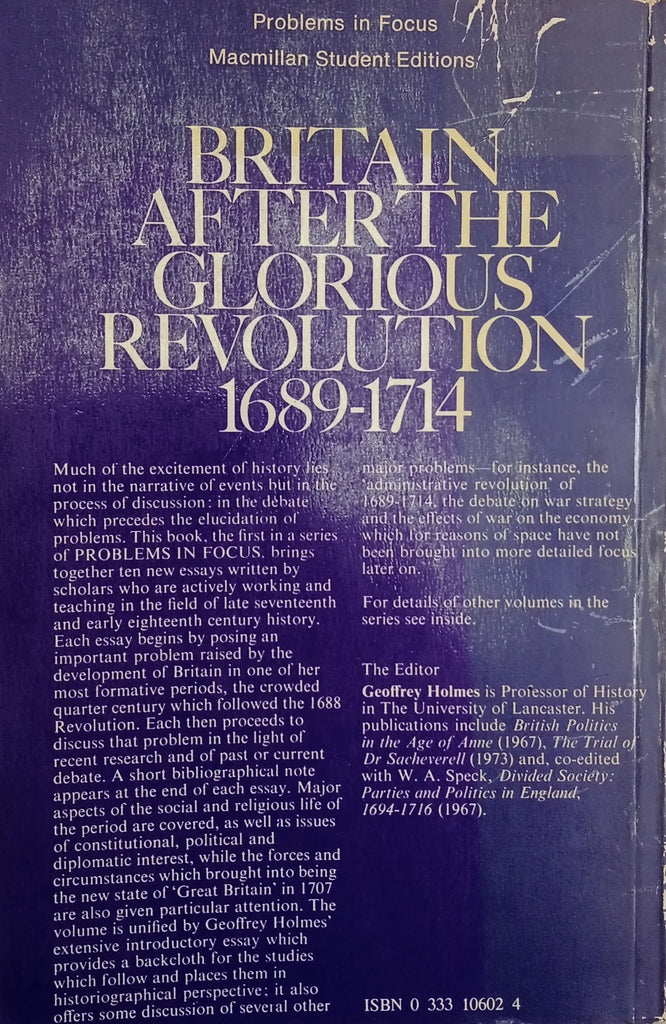 Problems in Focus
Macmillan Student Editions
BRITAIN
AFTER THE
GLORIOUS
REVOLUTION
1689-1714
Much of the excitement of history lies
not in the narrative of events but in the
process of discussion: in the debate
which precedes the elucidation of
problems. This book, the first in a series
of PROBLEMS IN FOCUS, brings
together ten new essays written by
scholars who are actively working and
teaching in the field of late seventeenth
and early eighteenth century history.
Each essay begins by posing an
important problem raised by the
development of Britain in one of her
most formative periods, the crowded
quarter century which followed the 1688
Revolution. Each then proceeds to
discuss that problem in the light of
recent research and of past or current
debate. A short bibliographical note
appears at the end of each essay. Major
aspects of the social and religious life of
the period are covered, as well as issues
of constitutional, political and
diplomatic interest, while the forces and
circumstances which brought into being
the new state of 'Great Britain' in 1707
are also given particular attention. The
volume is unified by Geoffrey Holmes'
extensive introductory essay which
provides a backcloth for the studies
which follow and places them in
historiographical perspective; it also
offers some discussion of several other
major problems—for instance, the
'administrative revolution' of
1689-1714, the debate on war strategy
and the effects of war on the economy—
which for reasons of space have not
been brought into more detailed focus
later on.
For details of other volumes in the
series see inside.
The Editor
Geoffrey Holmes is Professor of History
in The University of Lancaster. His
publications include British Politics
in the Age of Anne (1967), The Trial of
Dr Sacheverell (1973) and, co-edited
with W. A. Speck, Divided Society:
Parties and Politics in England,
1694-1716 (1967).
ISBN 0 333 10602 4